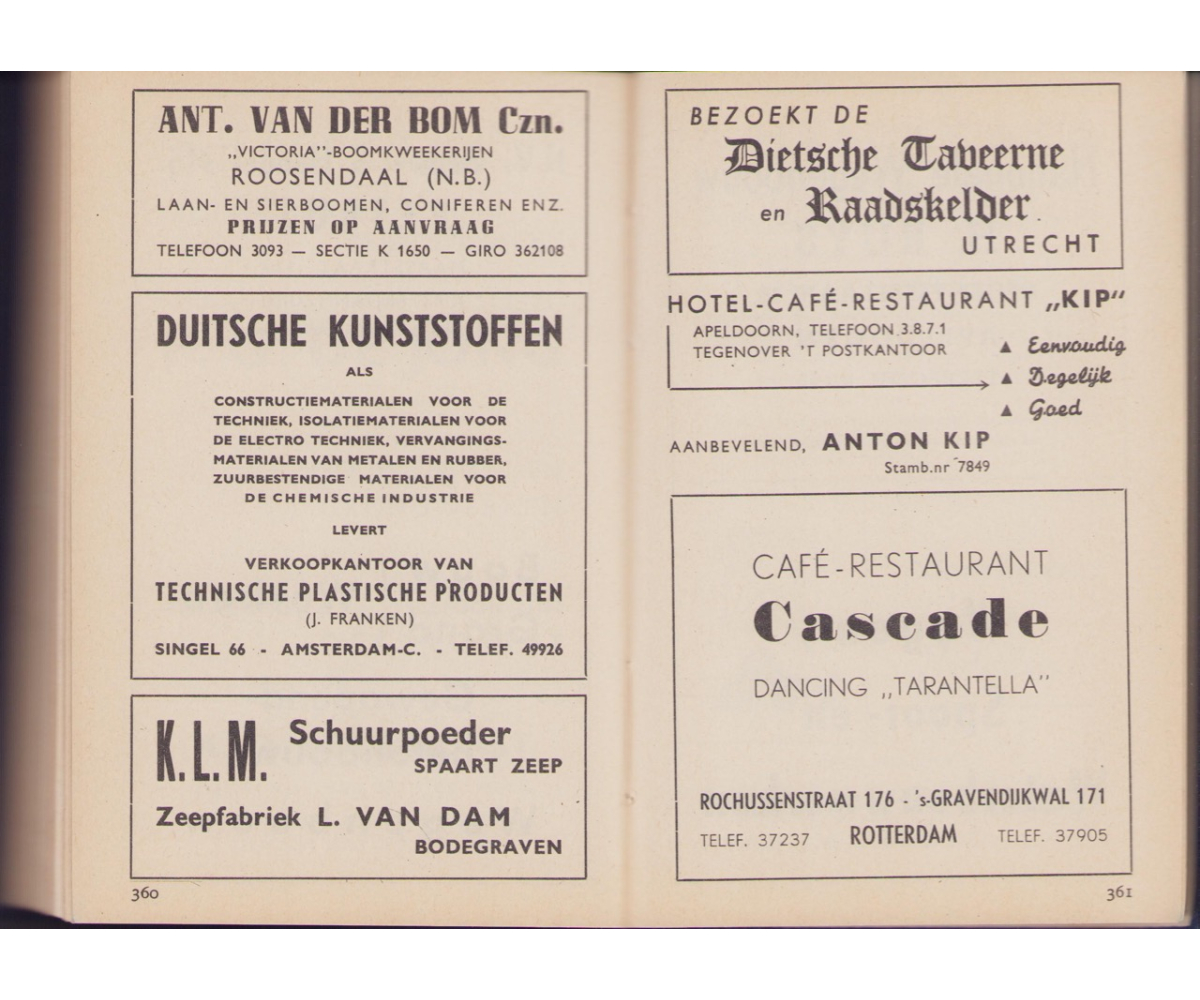 ANT. VAN DER BOM Czn.
„VICTORIA”-BOOMKWEEKERIJEN
ROOSENDAAL (N.B.)
LAAN- EN SIERBOOMEN, CONIFEREN ENZ.
PRIJZEN OP AANVRAAG
TELEFOON 3093 — SECTIE K 1650 — GIRO 362108
DUITSCHE KUNSTSTOFFEN
ALS
CONSTRUCTIEMATERIALEN VOOR DE
TECHNIEK, ISOLATIEMATERIALEN VOOR
DE ELECTRO TECHNIEK, VERVANGINGS-
MATERIALEN VAN METALEN EN RUBBER,
ZUURBESTENDIGE MATERIALEN VOOR
DE CHEMISCHE INDUSTRIE
LEVERT
VERKOOPKANTOOR VAN
TECHNISCHE PLASTISCHE PRODUCTEN
(J. FRANKEN)
SINGEL 66 - AMSTERDAM-C. - TELEF. 49926
K.L.M. Schuurpoeder
SPAART ZEEP
Zeepfabriek L. VAN DAM
BODEGRAVEN
360
BEZOEKT DE
Dietsche Taveerne
en Raadskelder
UTRECHT
HOTEL-CAFÉ-RESTAURANT „KIP”
APELDOORN, TELEFOON 3.8.7.1
TEGENOVER 'T POSTKANTOOR
▲ Eenvoudig
▲ Degelijk
▲ Goed
AANBEVELEND, ANTON KIP
Stamb.nr 7849
CAFÉ-RESTAURANT
Cascade
DANCING „TARANTELLA”
ROCHUSSENSTRAAT 176 - 's-GRAVENDIJKWAL 171
TELEF. 37237 ROTTERDAM TELEF. 37905
361